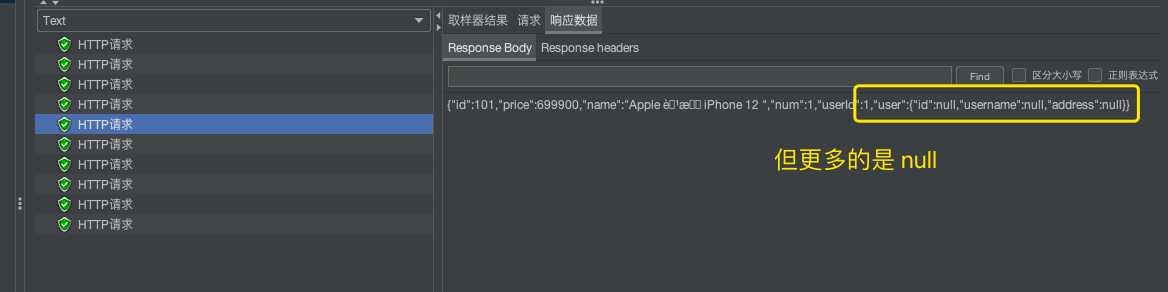 Text
HTTP请求
HTTP请求
HTTP请求
HTTP请求
HTTP请求
HTTP请求
HTTP请求
HTTP请求
HTTP请求
HTTP请求
取样器结果 请求 响应数据
Response Body Response headers
Find 区分大小写 正则表达式
{"id":101,"price":699900,"name":"Apple iPhone 12 ","num":1,"userId":1,"user":{"id":null,"username":null,"address":null}}
但更多的是 null